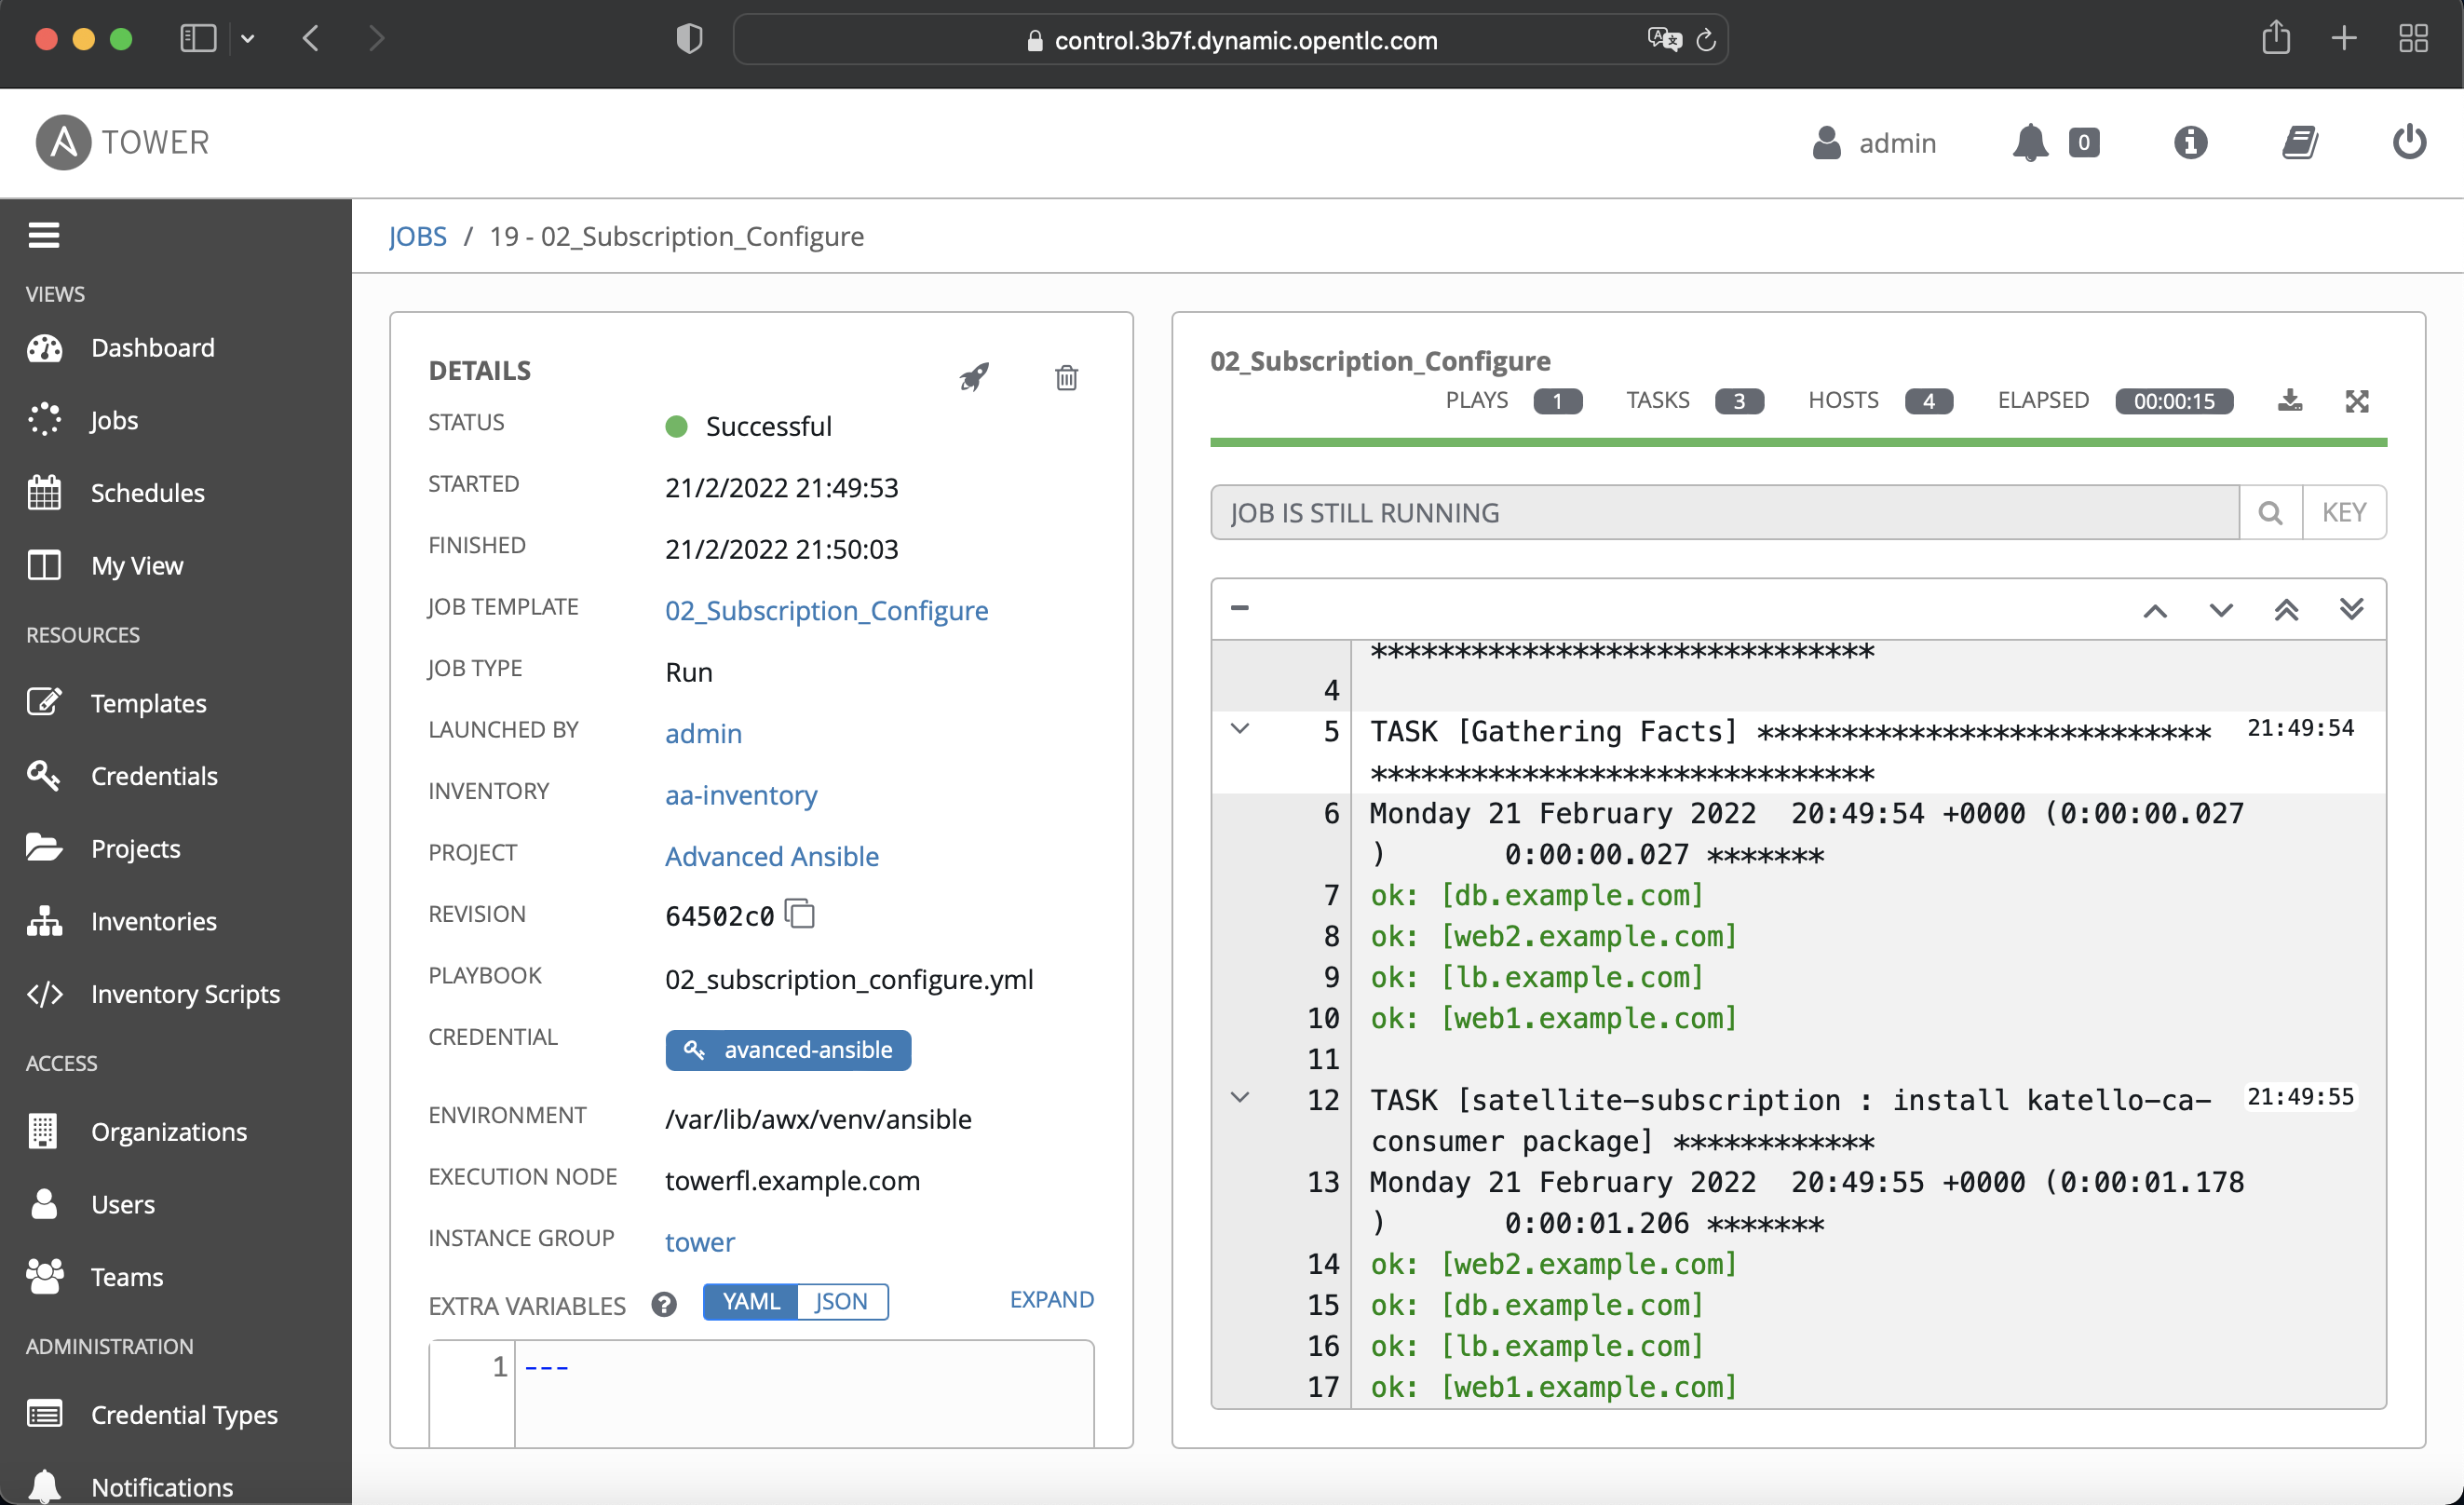 control.3b7f.dynamic.opentlc.com
TOWER
admin
0
JOBS / 19 - 02_Subscription_Configure
VIEWS
Dashboard
Jobs
Schedules
My View
RESOURCES
Templates
Credentials
Projects
Inventories
Inventory Scripts
ACCESS
Organizations
Users
Teams
ADMINISTRATION
Credential Types
Notifications
DETAILS
STATUS Successful
STARTED 21/2/2022 21:49:53
FINISHED 21/2/2022 21:50:03
JOB TEMPLATE 02_Subscription_Configure
JOB TYPE Run
LAUNCHED BY admin
INVENTORY aa-inventory
PROJECT Advanced Ansible
REVISION 64502c0
PLAYBOOK 02_subscription_configure.yml
CREDENTIAL avanced-ansible
ENVIRONMENT /var/lib/awx/venv/ansible
EXECUTION NODE towerfl.example.com
INSTANCE GROUP tower
EXTRA VARIABLES ? YAML JSON EXPAND
1 ---
02_Subscription_Configure
PLAYS 1 TASKS 3 HOSTS 4 ELAPSED 00:00:15
JOB IS STILL RUNNING KEY
******************************
4
5 TASK [Gathering Facts] *************************** 21:49:54
******************************
6 Monday 21 February 2022  20:49:54 +0000 (0:00:00.027
)       0:00:00.027 *******
7 ok: [db.example.com]
8 ok: [web2.example.com]
9 ok: [lb.example.com]
10 ok: [web1.example.com]
11
12 TASK [satellite-subscription : install katello-ca- 21:49:55
consumer package] ************
13 Monday 21 February 2022  20:49:55 +0000 (0:00:01.178
)       0:00:01.206 *******
14 ok: [web2.example.com]
15 ok: [db.example.com]
16 ok: [lb.example.com]
17 ok: [web1.example.com]